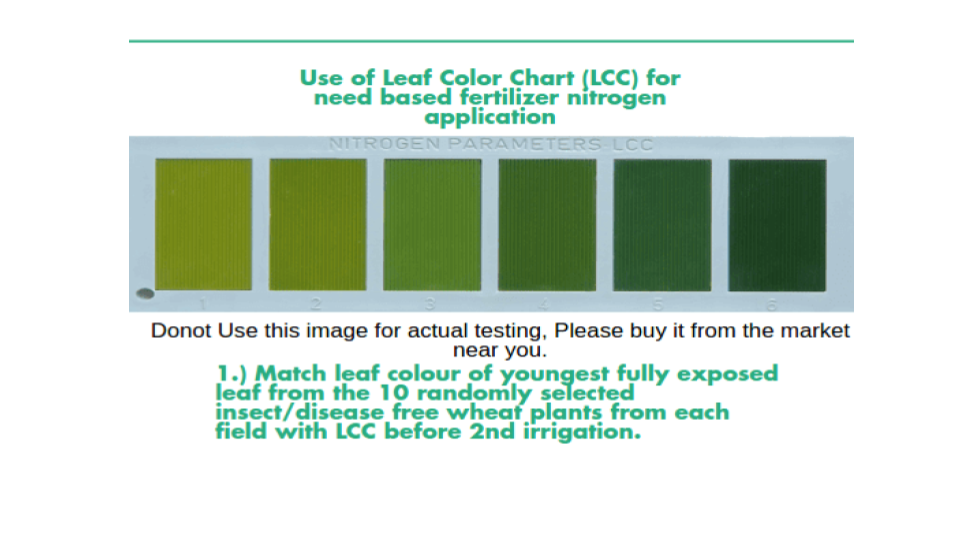 Use of Leaf Color Chart (LCC) for
need based fertilizer nitrogen
application
NITROGEN PARAMETERS LCC
1 2 3 4 5 6
Donot Use this image for actual testing, Please buy it from the market
near you.
1.) Match leaf colour of youngest fully exposed
leaf from the 10 randomly selected
insect/disease free wheat plants from each
field with LCC before 2nd irrigation.